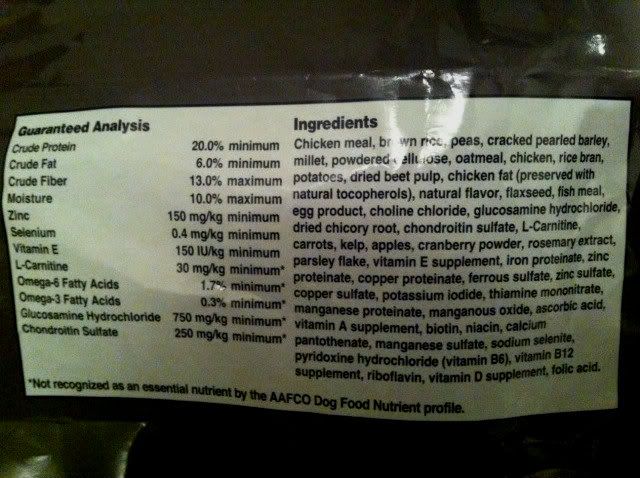 Guaranteed Analysis
Crude Protein 20.0% minimum
Crude Fat 6.0% minimum
Crude Fiber 13.0% maximum
Moisture 10.0% maximum
Zinc 150 mg/kg minimum
Selenium 0.4 mg/kg minimum
Vitamin E 150 IU/kg minimum
L-Carnitine 30 mg/kg minimum*
Omega-6 Fatty Acids 1.7% minimum*
Omega-3 Fatty Acids 0.3% minimum*
Glucosamine Hydrochloride 750 mg/kg minimum*
Chondroitin Sulfate 250 mg/kg minimum*
Ingredients
Chicken meal, brown rice, peas, cracked pearled barley,
millet, powdered cellulose, oatmeal, chicken, rice bran,
potatoes, dried beet pulp, chicken fat (preserved with
natural tocopherols), natural flavor, flaxseed, fish meal,
egg product, choline chloride, glucosamine hydrochloride,
dried chicory root, chondroitin sulfate, L-Carnitine,
carrots, kelp, apples, cranberry powder, rosemary extract,
parsley flake, vitamin E supplement, iron proteinate, zinc
proteinate, copper proteinate, ferrous sulfate, zinc sulfate,
copper sulfate, potassium iodide, thiamine mononitrate,
manganese proteinate, manganous oxide, ascorbic acid,
vitamin A supplement, biotin, niacin, calcium
pantothenate, manganese sulfate, sodium selenite,
pyridoxine hydrochloride (vitamin B6), vitamin B12
supplement, riboflavin, vitamin D supplement, folic acid.
*Not recognized as an essential nutrient by the AAFCO Dog Food Nutrient profile.